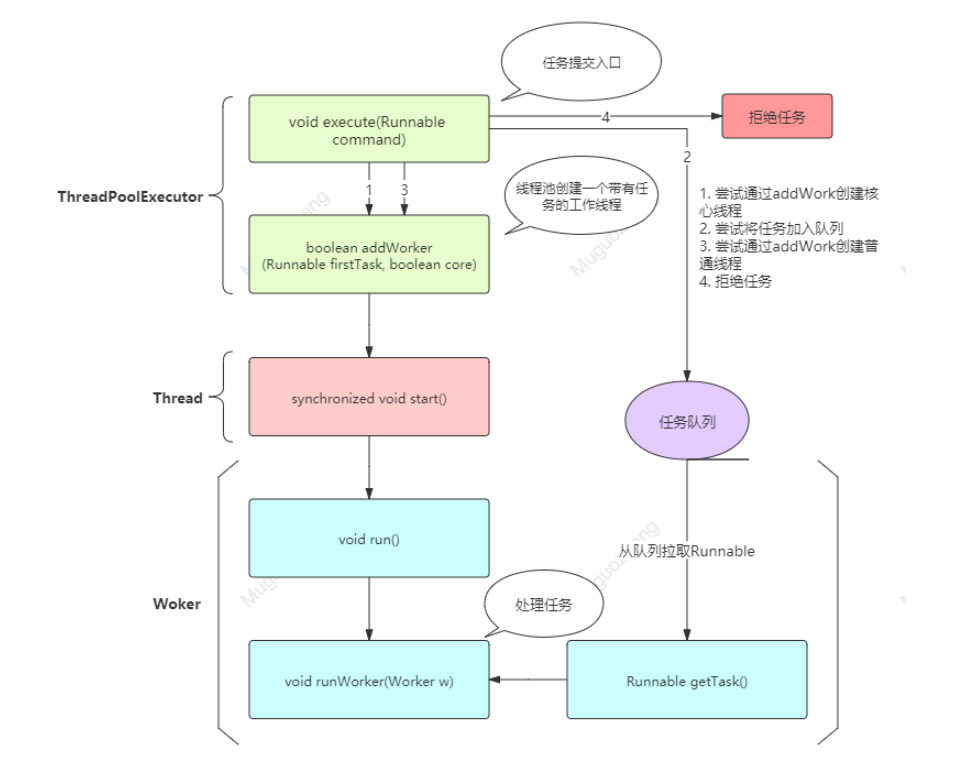 任务提交入口
void execute(Runnable
command)
4
拒绝任务
2
ThreadPoolExecutor
1
3
线程池创建一个带有任
务的工作线程
1. 尝试通过addWork创建核
心线程
2. 尝试将任务加入队列
3. 尝试通过addWork创建普
通线程
4. 拒绝任务
boolean addWorker
(Runnable firstTask, boolean core)
Thread
synchronized void start()
任务队列
void run()
从队列拉取Runnable
Woker
处理任务
void runWorker(Worker w)
Runnable getTask()